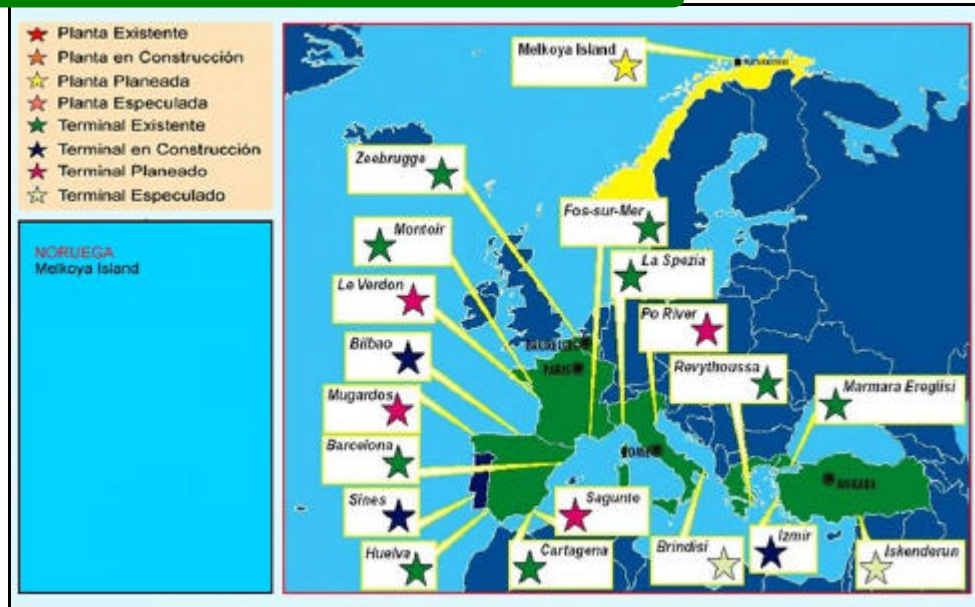 Planta Existente
Planta en Construcción
Planta Planeada
Planta Especulada
Terminal Existente
Terminal en Construcción
Terminal Planeado
Terminal Especulado
NORUEGA
Melkoya Island
Melkoya Island
Zeebrugge
Montoir
Fos-sur-Mer
La Spezia
Le Verdon
Po River
Bilbao
PARIS
Revythoussa
Mugardos
Marmara Ereglisi
Barcelona
ROME
ANKARA
Sines
Sagunto
Huelva
Cartagena
Brindisi
Izmir
Iskenderun